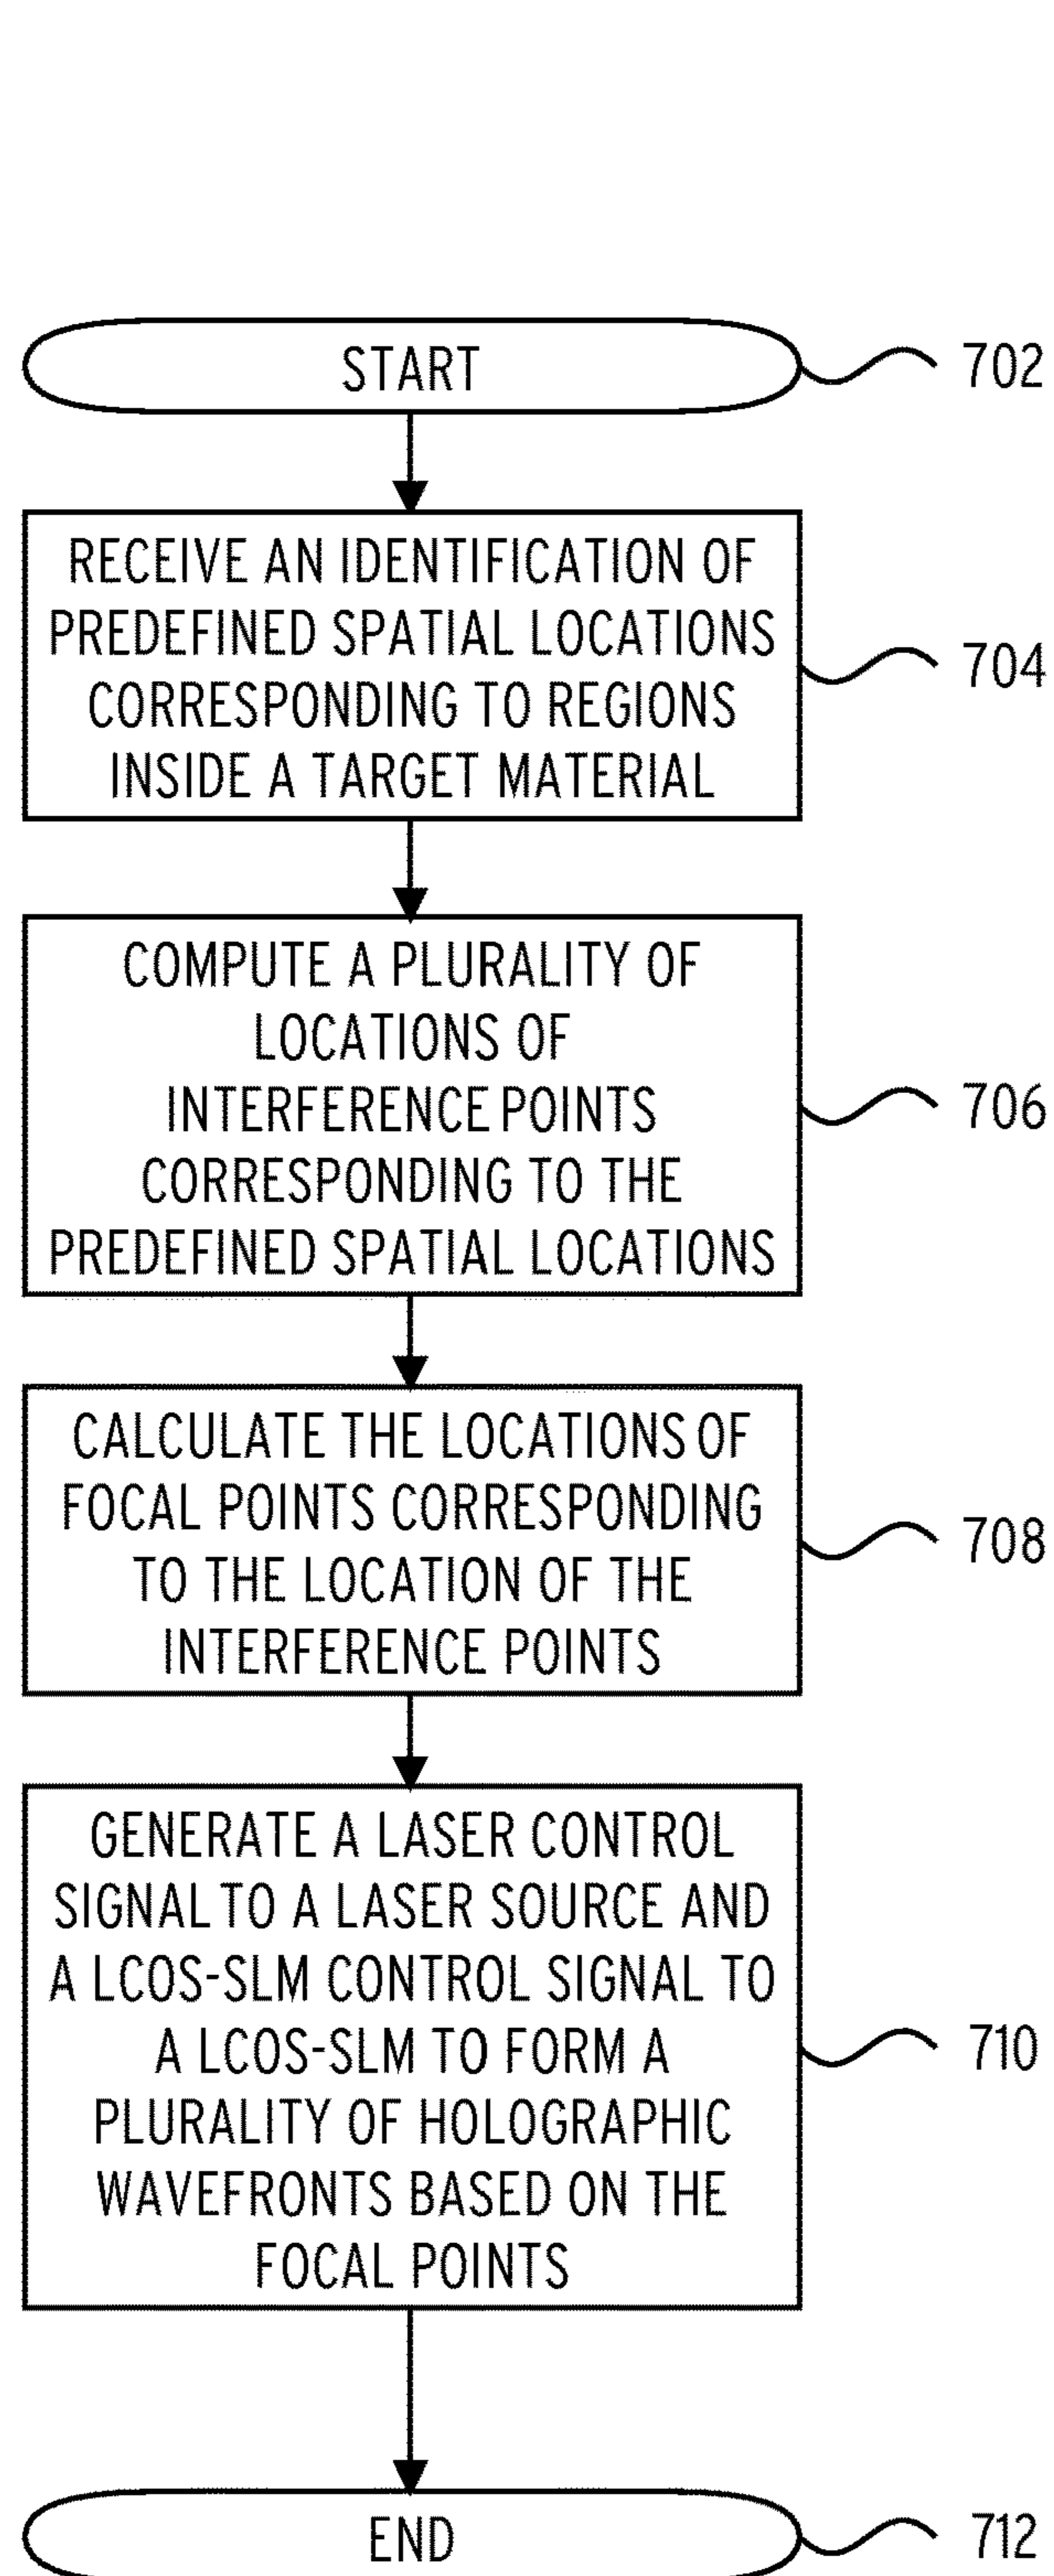 START
702
RECEIVE AN IDENTIFICATION OF
PREDEFINED SPATIAL LOCATIONS
CORRESPONDING TO REGIONS
INSIDE A TARGET MATERIAL
704
COMPUTE A PLURALITY OF
LOCATIONS OF
INTERFERENCE POINTS
CORRESPONDING TO THE
PREDEFINED SPATIAL LOCATIONS
706
CALCULATE THE LOCATIONS OF
FOCAL POINTS CORRESPONDING
TO THE LOCATION OF THE
INTERFERENCE POINTS
708
GENERATE A LASER CONTROL
SIGNAL TO A LASER SOURCE AND
A LCOS-SLM CONTROL SIGNAL TO
A LCOS-SLM TO FORM A
PLURALITY OF HOLOGRAPHIC
WAVEFRONTS BASED ON THE
FOCAL POINTS
710
END
712